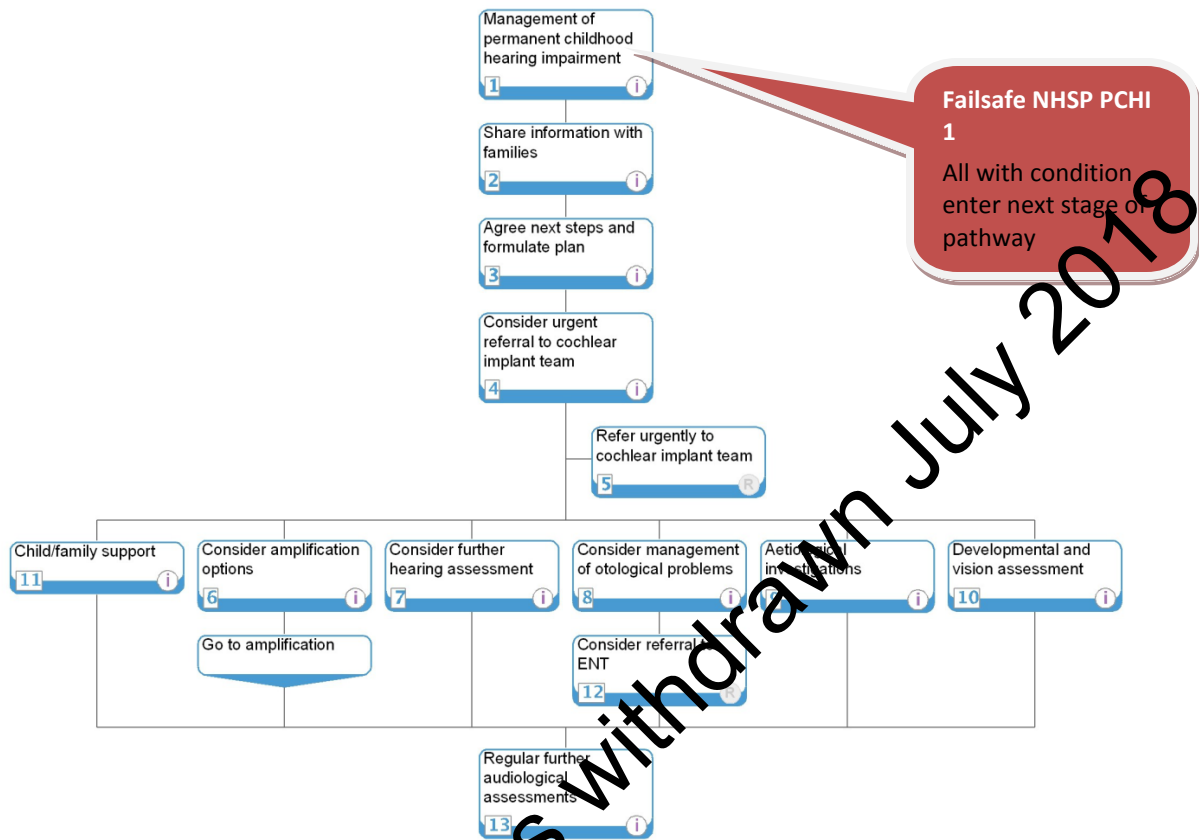 Management of
permanent childhood
hearing impairment
1
i
Failsafe NHSP PCHI
1
All with condition
enter next stage of
pathway
Share information with
families
2
i
Agree next steps and
formulate plan
3
i
Consider urgent
referral to cochlear
implant team
4
i
Refer urgently to
cochlear implant team
5
R
Child/family support
11
i
Consider amplification
options
6
i
Consider further
hearing assessment
7
i
Consider management
of otological problems
8
i
Aetiological
investigations
i
Developmental and
vision assessment
10
i
Go to amplification
Consider referral to
ENT
12
R
Regular further
audiological
assessments
13
i
withdrawn July 2018